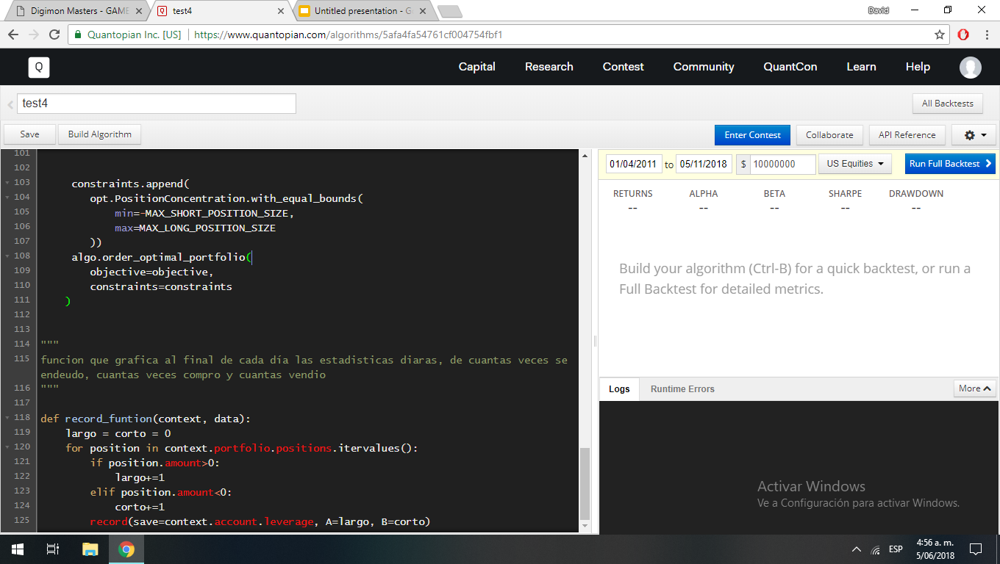 Digimon Masters - GAME
test4
Untitled presentation - G
David
Quantopian Inc. [US]
https://www.quantopian.com/algorithms/5afa4fa54761cf004754fbf1
Q
Capital
Research
Contest
Community
QuantCon
Learn
Help
test4
All Backtests
Save
Build Algorithm
Enter Contest
Collaborate
API Reference
101
102
103 constraints.append(
104 opt.PositionConcentration.with_equal_bounds(
105 min=-MAX_SHORT_POSITION_SIZE,
106 max=MAX_LONG_POSITION_SIZE
107 ))
108 algo.order_optimal_portfolio(
109 objective=objective,
110 constraints=constraints
111 )
112
113
114 """
115 funcion que grafica al final de cada día las estadisticas diaras, de cuantas veces se
endeudo, cuantas veces compro y cuantas vendio
116 """
117
118 def record_funtion(context, data):
119 largo = corto = 0
120 for position in context.portfolio.positions.itervalues():
121 if position.amount>0:
122 largo+=1
123 elif position.amount<0:
124 corto+=1
125 record(save=context.account.leverage, A=largo, B=corto)
01/04/2011 to 05/11/2018 $ 10000000 US Equities
Run Full Backtest
RETURNS ALPHA BETA SHARPE DRAWDOWN
-- -- -- -- --
Build your algorithm (Ctrl-B) for a quick backtest, or run a
Full Backtest for detailed metrics.
Logs
Runtime Errors
More
Activar Windows
Ve a Configuración para activar Windows.
ESP
4:56 a. m.
5/06/2018